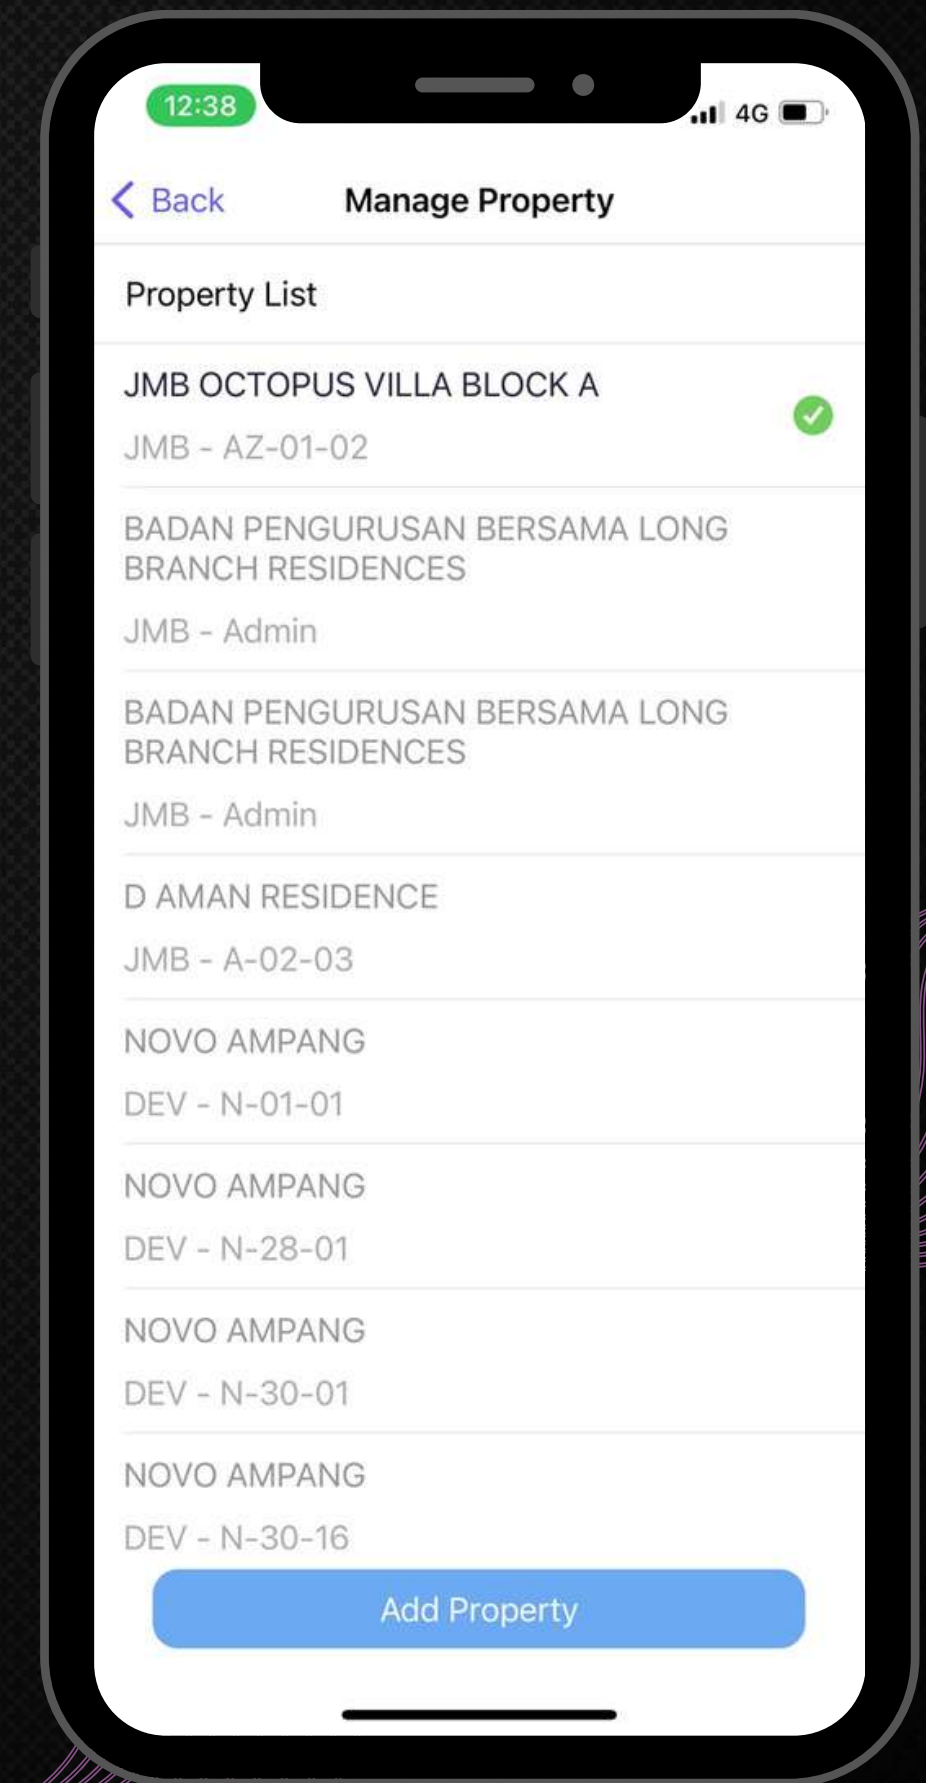 12:38
4G
Back
Manage Property
Property List
JMB OCTOPUS VILLA BLOCK A
JMB - AZ-01-02
BADAN PENGURUSAN BERSAMA LONG
BRANCH RESIDENCES
JMB - Admin
BADAN PENGURUSAN BERSAMA LONG
BRANCH RESIDENCES
JMB - Admin
D AMAN RESIDENCE
JMB - A-02-03
NOVO AMPANG
DEV - N-01-01
NOVO AMPANG
DEV - N-28-01
NOVO AMPANG
DEV - N-30-01
NOVO AMPANG
DEV - N-30-16
Add Property